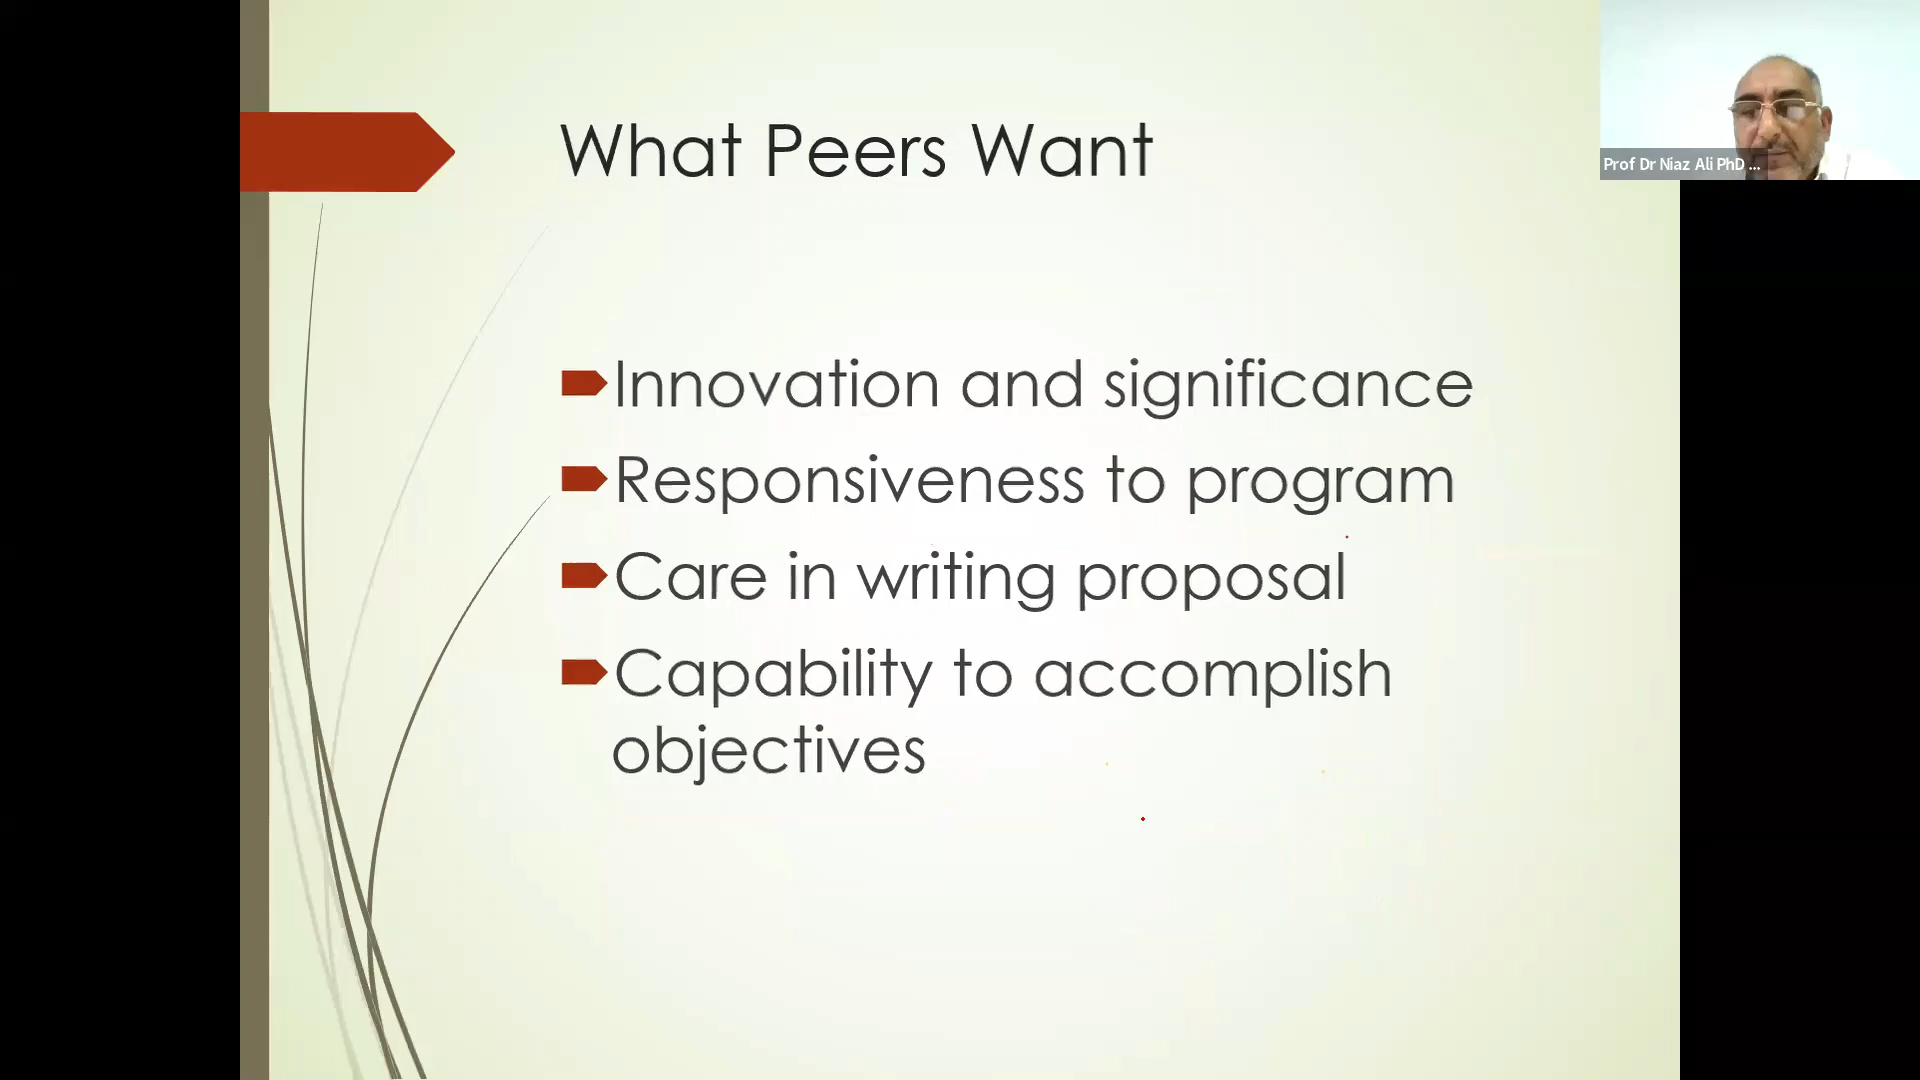 What Peers Want
Innovation and significance
Responsiveness to program
Care in writing proposal
Capability to accomplish
objectives
Prof Dr Niaz Ali PhD ...